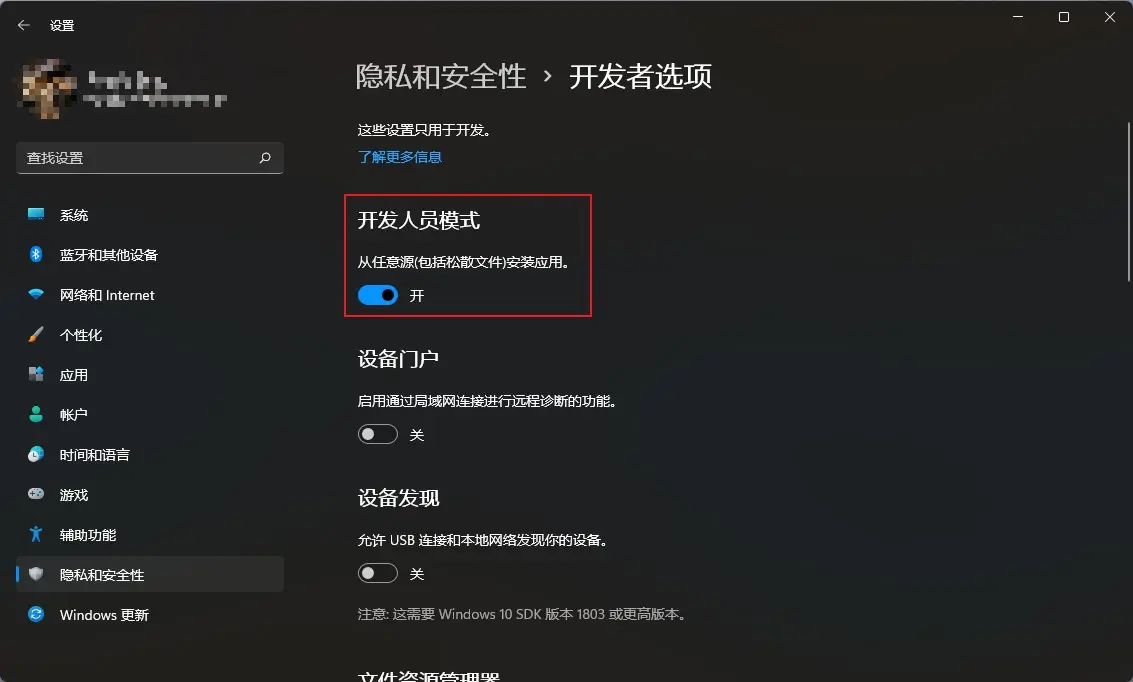 设置
查找设置
系统
蓝牙和其他设备
网络和 Internet
个性化
应用
帐户
时间和语言
游戏
辅助功能
隐私和安全性
Windows 更新
隐私和安全性 › 开发者选项
这些设置只用于开发。
了解更多信息
开发人员模式
从任意源(包括松散文件)安装应用。
开
设备门户
启用通过局域网连接进行远程诊断的功能。
关
设备发现
允许 USB 连接和本地网络发现你的设备。
关
注意: 这需要 Windows 10 SDK 版本 1803 或更高版本。
文件资源管理器